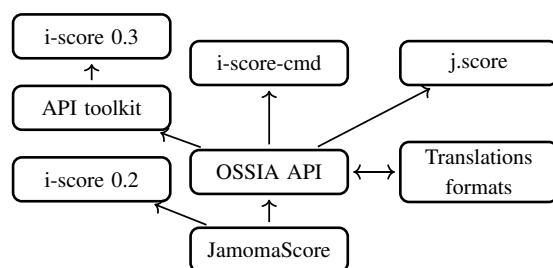 i-score 0.3
i-score-cmd
j.score
API toolkit
i-score 0.2
OSSIA API
Translations
formats
JamomaScore